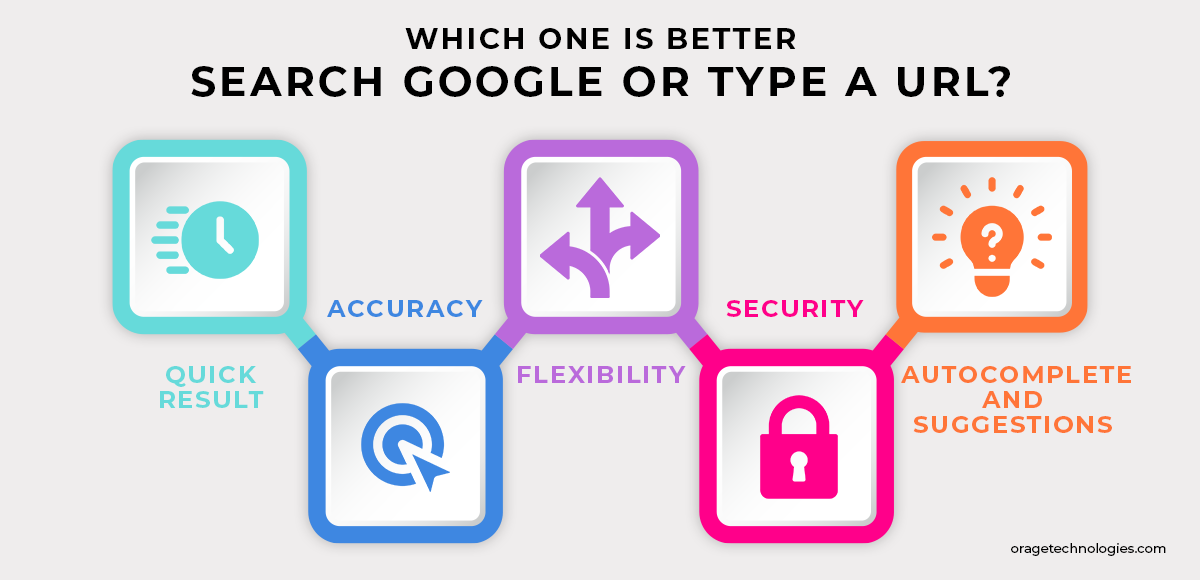 WHICH ONE IS BETTER
SEARCH GOOGLE OR TYPE A URL?
QUICK
RESULT
ACCURACY
FLEXIBILITY
SECURITY
AUTOCOMPLETE
AND
SUGGESTIONS
?
oragetechnologies.com